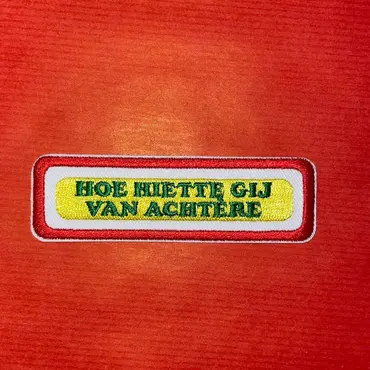 HOE HIETTE GIJ
VAN ACHTERE